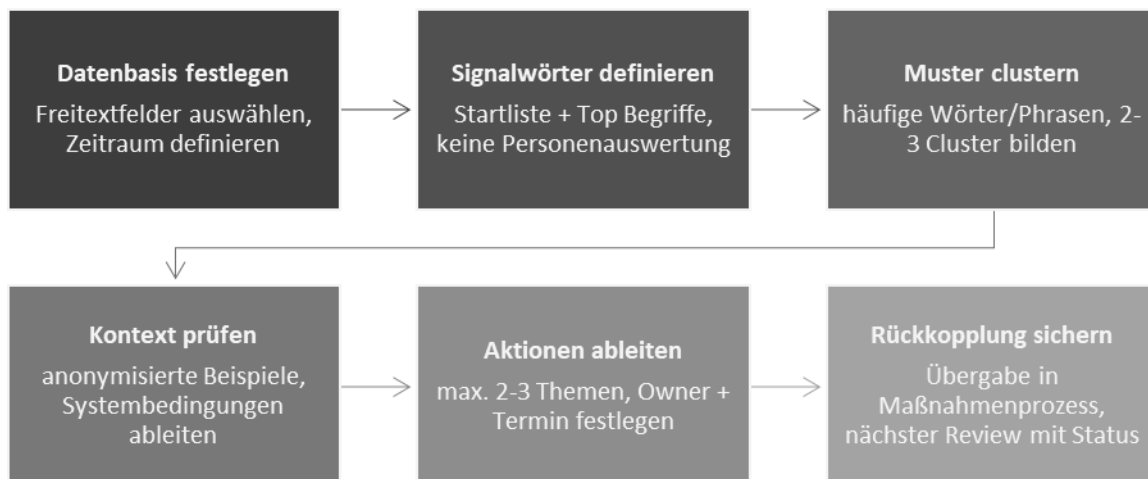 Datenbasis festlegen
Freitextfelder auswählen,
Zeitraum definieren
Signalwörter definieren
Startliste + Top Begriffe,
keine Personenauswertung
Muster clustern
häufige Wörter/Phrasen, 2-
3 Cluster bilden
Kontext prüfen
anonymisierte Beispiele,
Systembedingungen
ableiten
Aktionen ableiten
max. 2-3 Themen, Owner +
Termin festlegen
Rückkopplung sichern
Übergabe in
Maßnahmenprozess,
nächster Review mit Status